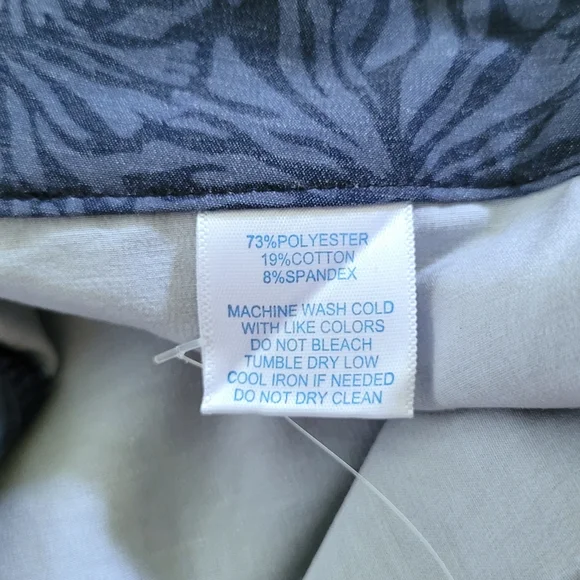 73%POLYESTER
19%COTTON
8%SPANDEX
MACHINE WASH COLD
WITH LIKE COLORS
DO NOT BLEACH
TUMBLE DRY LOW
COOL IRON IF NEEDED
DO NOT DRY CLEAN